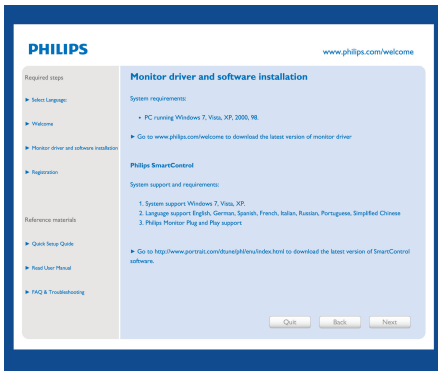 PHILIPS
www.philips.com/welcome
Required steps
► Select Language:
► Welcome
► Monitor driver and software installation
► Registration
Reference materials
► Quick Setup Guide
► Read User Manual
► FAQ & Troubleshooting
Monitor driver and software installation
System requirements:
• PC running Windows 7, Vista, XP, 2000, 98.
► Go to www.philips.com/welcome to download the latest version of monitor driver
Philips SmartControl
System support and requirements:
1. System support Windows 7, Vista, XP.
2. Language support English, German, Spanish, French, Italian, Russian, Portuguese, Simplified Chinese
3. Philips Monitor Plug and Play support
► Go to http://www.portrait.com/dtune/phl/enu/index.html to download the latest version of SmartControl
software.
Quit
Back
Next